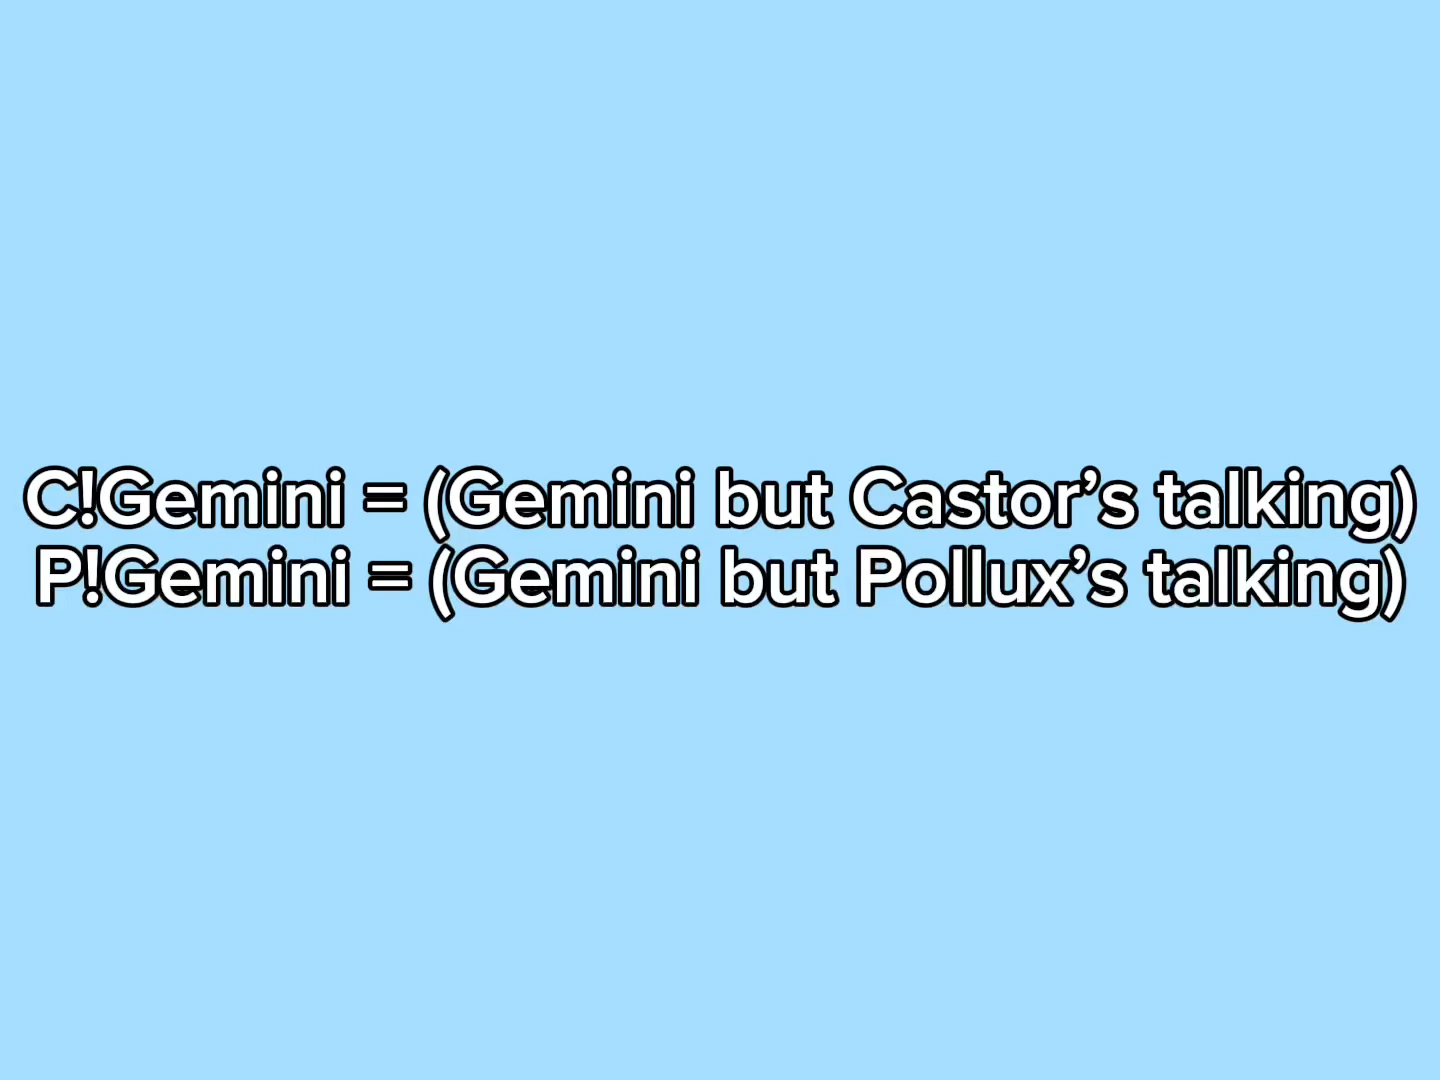 C!Gemini = (Gemini but Castor’s talking)
P!Gemini = (Gemini but Pollux’s talking)